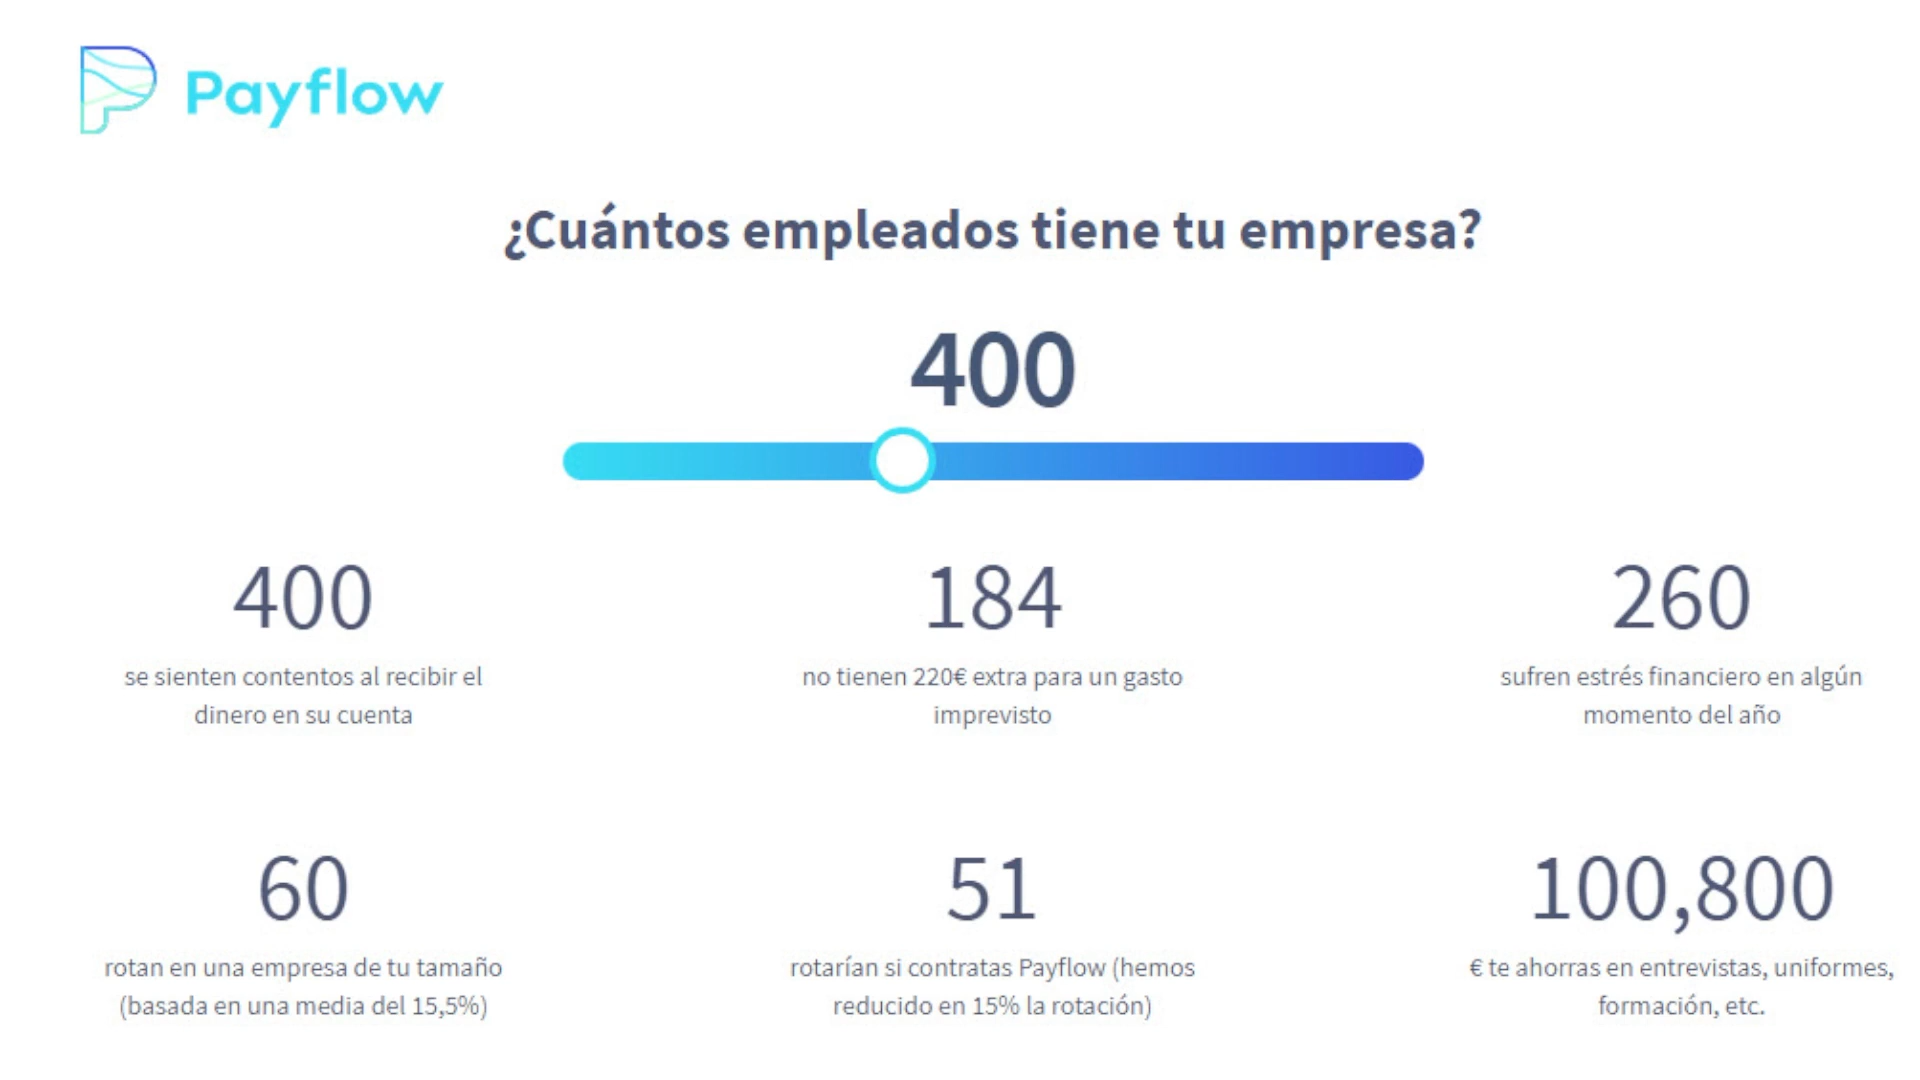 Payflow
¿Cuántos empleados tiene tu empresa?
400
400
se sienten contentos al recibir el
dinero en su cuenta
184
no tienen 220€ extra para un gasto
imprevisto
260
sufren estrés financiero en algún
momento del año
60
rotan en una empresa de tu tamaño
(basada en una media del 15,5%)
51
rotarían si contratas Payflow (hemos
reducido en 15% la rotación)
100,800
€ te ahorras en entrevistas, uniformes,
formación, etc.